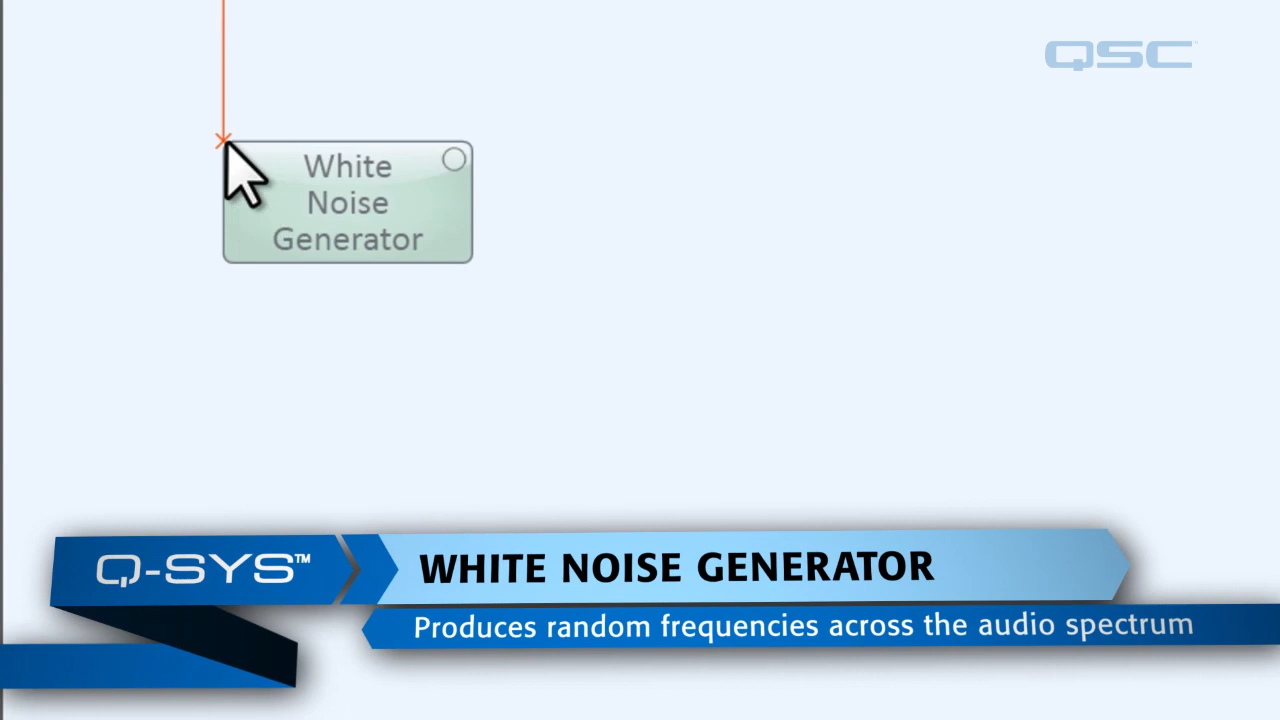 QSC
White
Noise
Generator
Q-SYS™
WHITE NOISE GENERATOR
Produces random frequencies across the audio spectrum